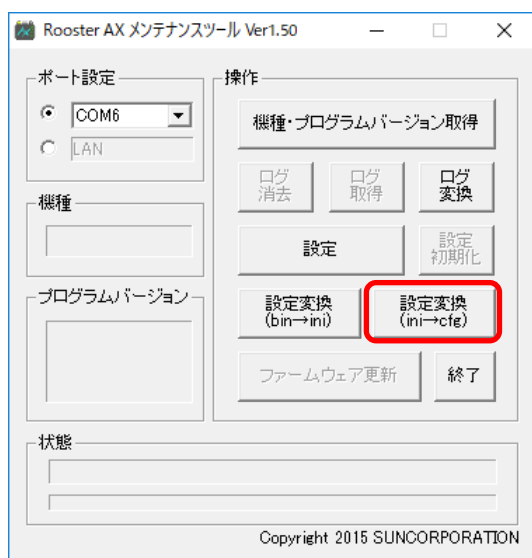 Rooster AX メンテナンスツール Ver1.50
ポート設定
COM6
LAN
機種
プログラムバージョン
操作
機種・プログラムバージョン取得
ログ
消去
ログ
取得
ログ
変換
設定
設定
初期化
設定変換
(bin→ini)
設定変換
(ini→cfg)
ファームウェア更新
終了
状態
Copyright 2015 SUNCORPORATION